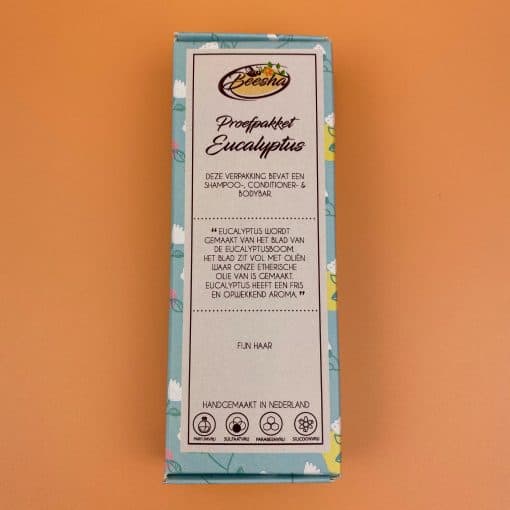 Beesha
Proefpakket
Eucalyptus
DEZE VERPAKKING BEVAT EEN
SHAMPOO-, CONDITIONER- &
BODYBAR.
“EUCALYPTUS WORDT
GEMAAKT VAN HET BLAD VAN
DE EUCALYPTUSBOOM.
HET BLAD ZIT VOL MET OLIËN
WAAR ONZE ETHERISCHE
OLIE VAN IS GEMAAKT.
EUCALYPTUS HEEFT EEN FRIS
EN OPWEKKEND AROMA.”
FIJN HAAR
HANDGEMAAKT IN NEDERLAND
PARFUMVRIJ SULFAATVRIJ PARABEENVRIJ SILICOONVRIJ